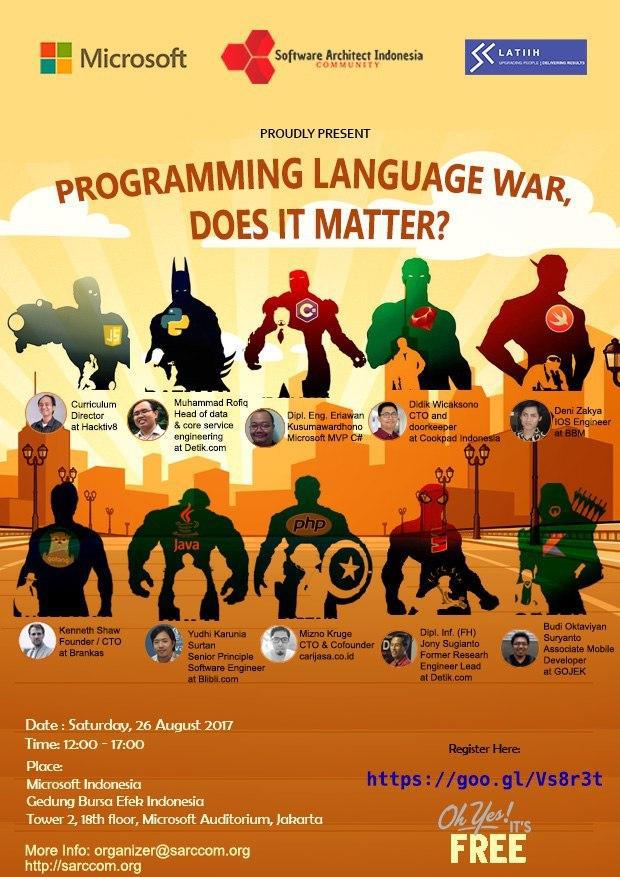 Microsoft
Software Architect Indonesia
COMMUNITY
LATIIH
UPGRADING PEOPLE | DELIVERING RESULTS
PROUDLY PRESENT
PROGRAMMING LANGUAGE WAR,
DOES IT MATTER?
JS
C#
Curriculum
Director
at Hacktiv8
Muhammad Rofiq
Head of data
& core service
engineering
at Detik.com
Dipl. Eng. Eriawan
Kusumawardhono
Microsoft MVP C#
Didik Wicaksono
CTO and
doorkeeper
at Cookpad Indonesia
Deni Zakya
iOS Engineer
at BBM
Java
php
Kenneth Shaw
Founder / CTO
at Brankas
Yudhi Karunia
Surtan
Senior Principle
Software Engineer
at Blibli.com
Mizno Kruge
CTO & Cofounder
carijasa.co.id
Dipl. Inf. (FH)
Jony Sugianto
Former Researh
Engineer Lead
at Detik.com
Budi Oktaviyan
Suryanto
Associate Mobile
Developer
at GOJEK
Date : Saturday, 26 August 2017
Time: 12:00 - 17:00
Place:
Microsoft Indonesia
Gedung Bursa Efek Indonesia
Tower 2, 18th floor, Microsoft Auditorium, Jakarta
More Info: organizer@sarccom.org
http://sarccom.org
Register Here:
https://goo.gl/Vs8r3t
Oh Yes! IT'S
FREE